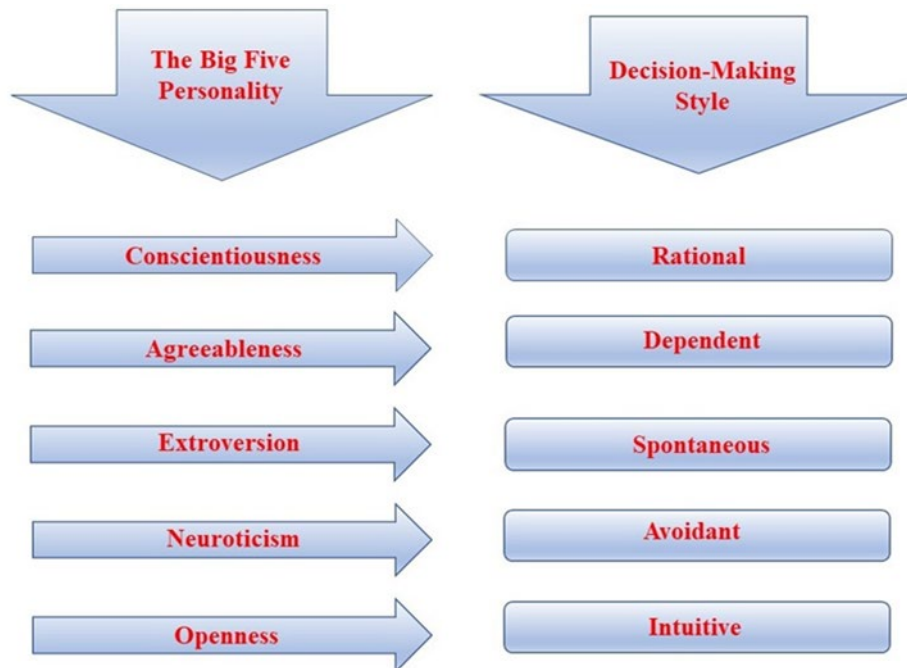 The Big Five
Personality
Decision-Making
Style
Conscientiousness
Rational
Agreeableness
Dependent
Extroversion
Spontaneous
Neuroticism
Avoidant
Openness
Intuitive